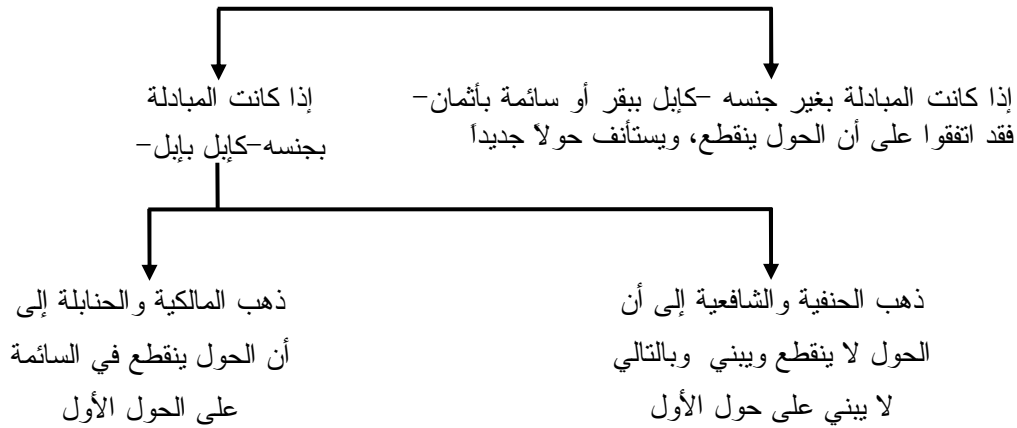 إذا كانت المبادلة بغير جنسه –كإبل ببقر أو سائمة بأثمان–
فقد اتفقوا على أن الحول ينقطع، ويستأنف حولاً جديداً
إذا كانت المبادلة
بجنسه–كإبل بإبل–
ذهب الحنفية والشافعية إلى أن
الحول لا ينقطع ويبني وبالتالي
لا يبني على حول الأول
ذهب المالكية والحنابلة إلى
أن الحول ينقطع في السائمة
على الحول الأول